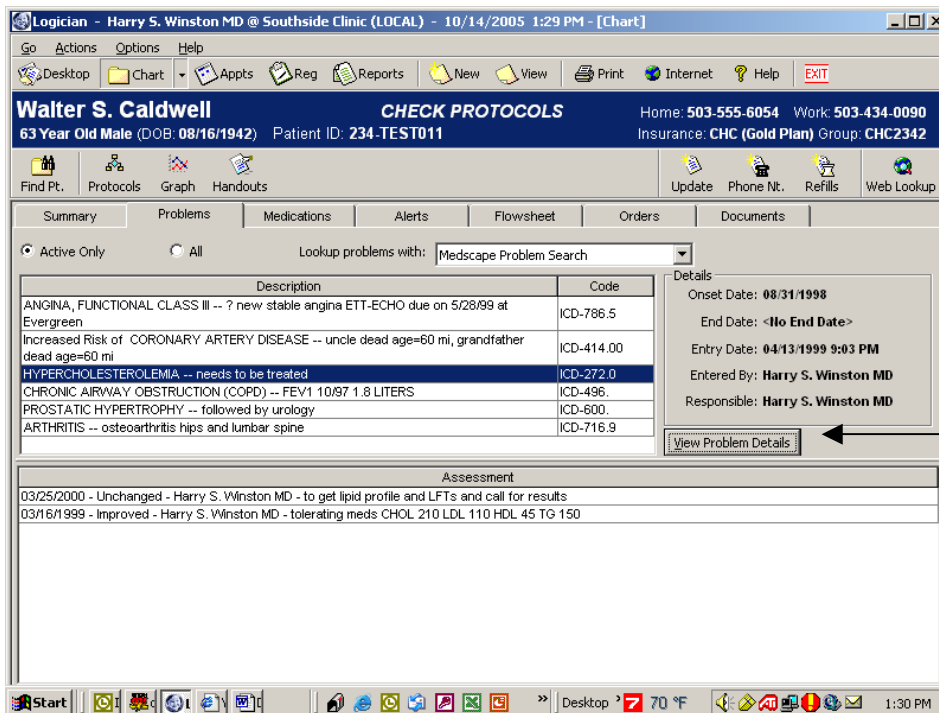 Logician - Harry S. Winston MD @ Southside Clinic (LOCAL) - 10/14/2005 1:29 PM - [Chart]
Go Actions Options Help
Desktop Chart Appts Reg Reports New View Print Internet Help EXIT
Walter S. Caldwell CHECK PROTOCOLS Home: 503-555-6054 Work: 503-434-0090
63 Year Old Male (DOB: 08/16/1942) Patient ID: 234-TEST011 Insurance: CHC (Gold Plan) Group: CHC2342
Find Pt. Protocols Graph Handouts Update Phone Nt. Refills Web Lookup
Summary Problems Medications Alerts Flowsheet Orders Documents
Active Only All Lookup problems with: Medscape Problem Search
Description Code
ANGINA, FUNCTIONAL CLASS III -- ? new stable angina ETT-ECHO due on 5/28/99 at
Evergreen
ICD-786.5
Increased Risk of CORONARY ARTERY DISEASE -- uncle dead age=60 mi, grandfather
dead age=60 mi
ICD-414.00
HYPERCHOLESTEROLEMIA -- needs to be treated ICD-272.0
CHRONIC AIRWAY OBSTRUCTION (COPD) -- FEV1 10/97 1.8 LITERS ICD-496.
PROSTATIC HYPERTROPHY -- followed by urology ICD-600.
ARTHRITIS -- osteoarthritis hips and lumbar spine ICD-716.9
Details
Onset Date: 08/31/1998
End Date: <No End Date>
Entry Date: 04/13/1999 9:03 PM
Entered By: Harry S. Winston MD
Responsible: Harry S. Winston MD
View Problem Details
Assessment
03/25/2000 - Unchanged - Harry S. Winston MD - to get lipid profile and LFTs and call for results
03/16/1999 - Improved - Harry S. Winston MD - tolerating meds CHOL 210 LDL 110 HDL 45 TG 150
Start Desktop 70 °F 1:30 PM